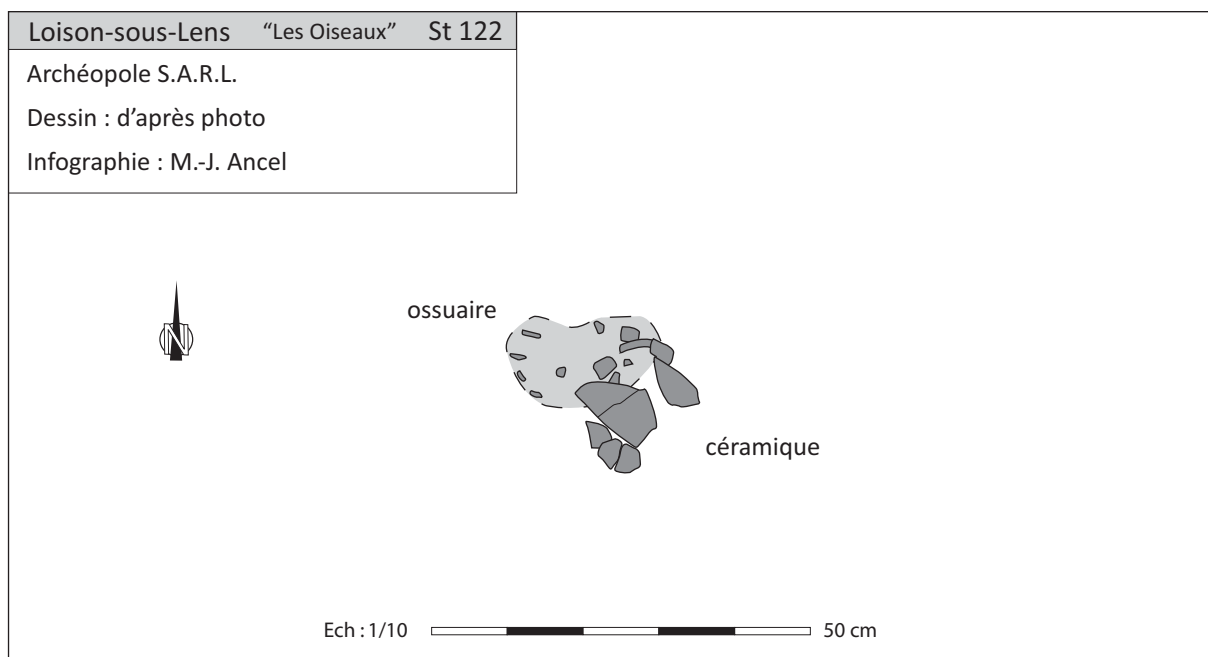 Loison-sous-Lens “Les Oiseaux” St 122
Archéopole S.A.R.L.
Dessin : d’après photo
Infographie : M.-J. Ancel
N
ossuaire
céramique
Ech : 1/10 50 cm